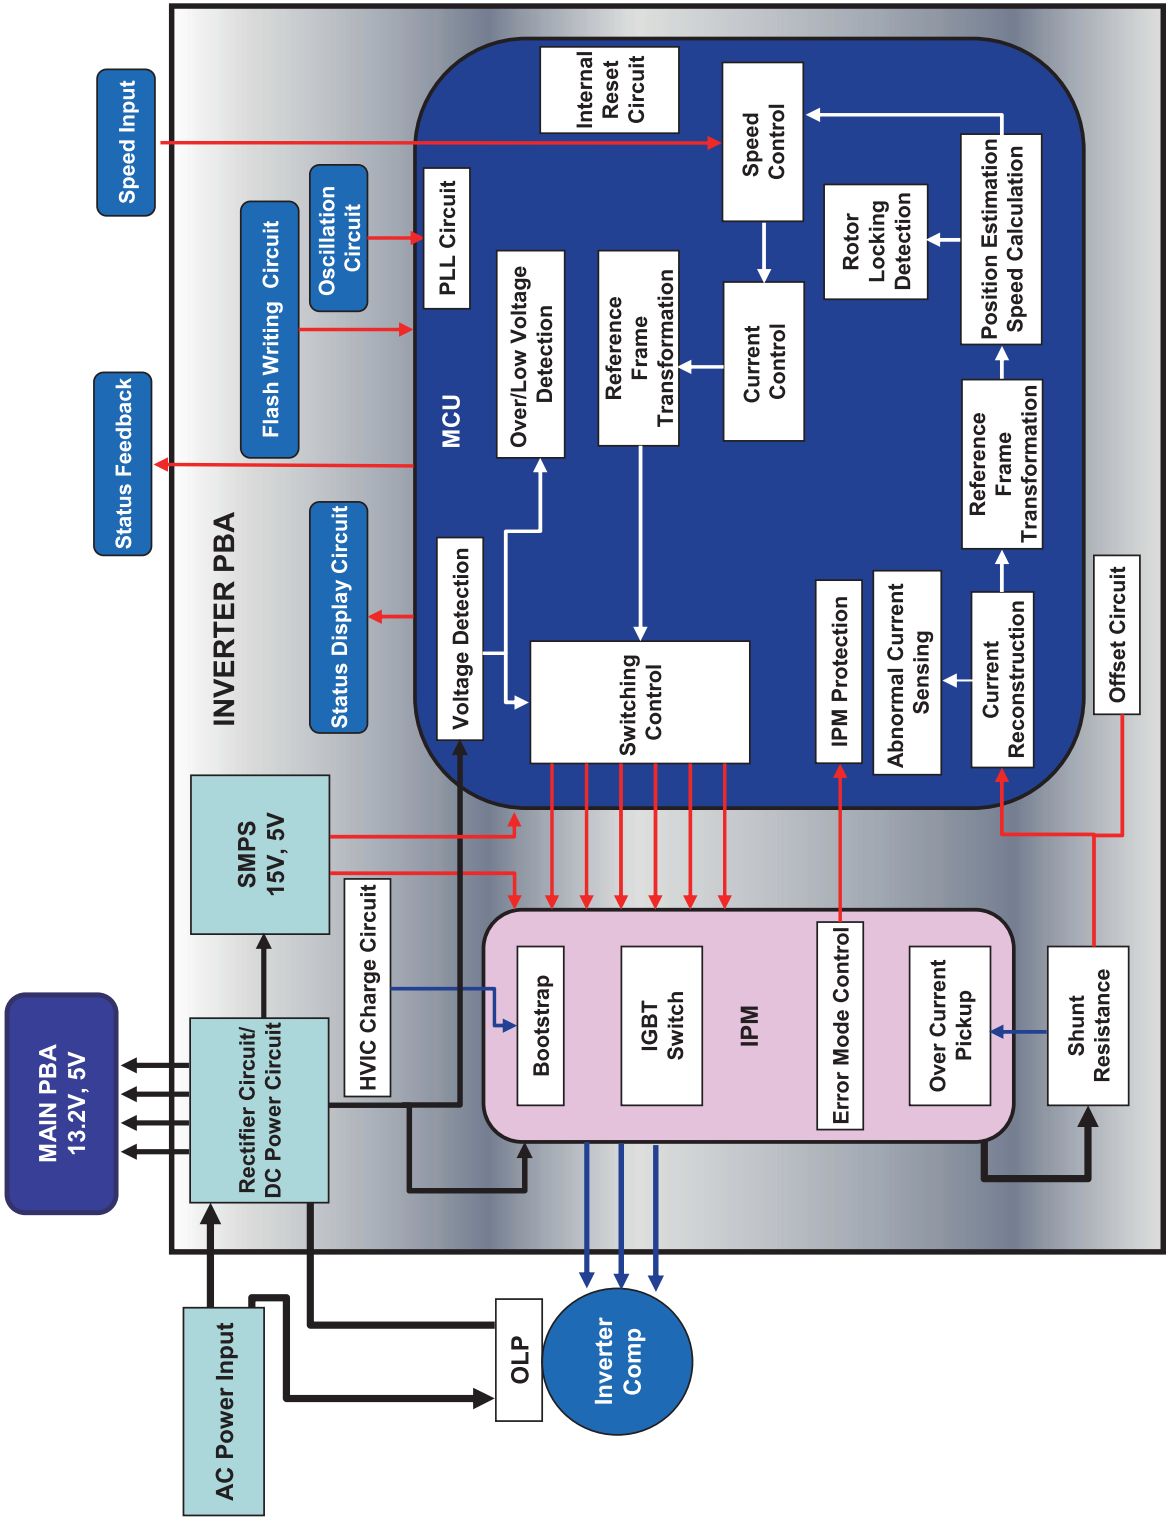 MAIN PBA
13.2V, 5V
Status Feedback
Speed Input
AC Power Input
Rectifier Circuit/
DC Power Circuit
SMPS
15V, 5V
INVERTER PBA
Flash Writing Circuit
Status Display Circuit
Oscillation
Circuit
HVIC Charge Circuit
MCU
Voltage Detection
PLL Circuit
Over/Low Voltage
Detection
Internal
Reset
Circuit
OLP
Inverter
Comp
Bootstrap
IGBT
Switch
IPM
Error Mode Control
Over Current
Pickup
Switching
Control
Reference
Frame
Transformation
Current
Control
Speed
Control
IPM Protection
Abnormal Current
Sensing
Rotor
Locking
Detection
Current
Reconstruction
Reference
Frame
Transformation
Position Estimation
Speed Calculation
Shunt
Resistance
Offset Circuit